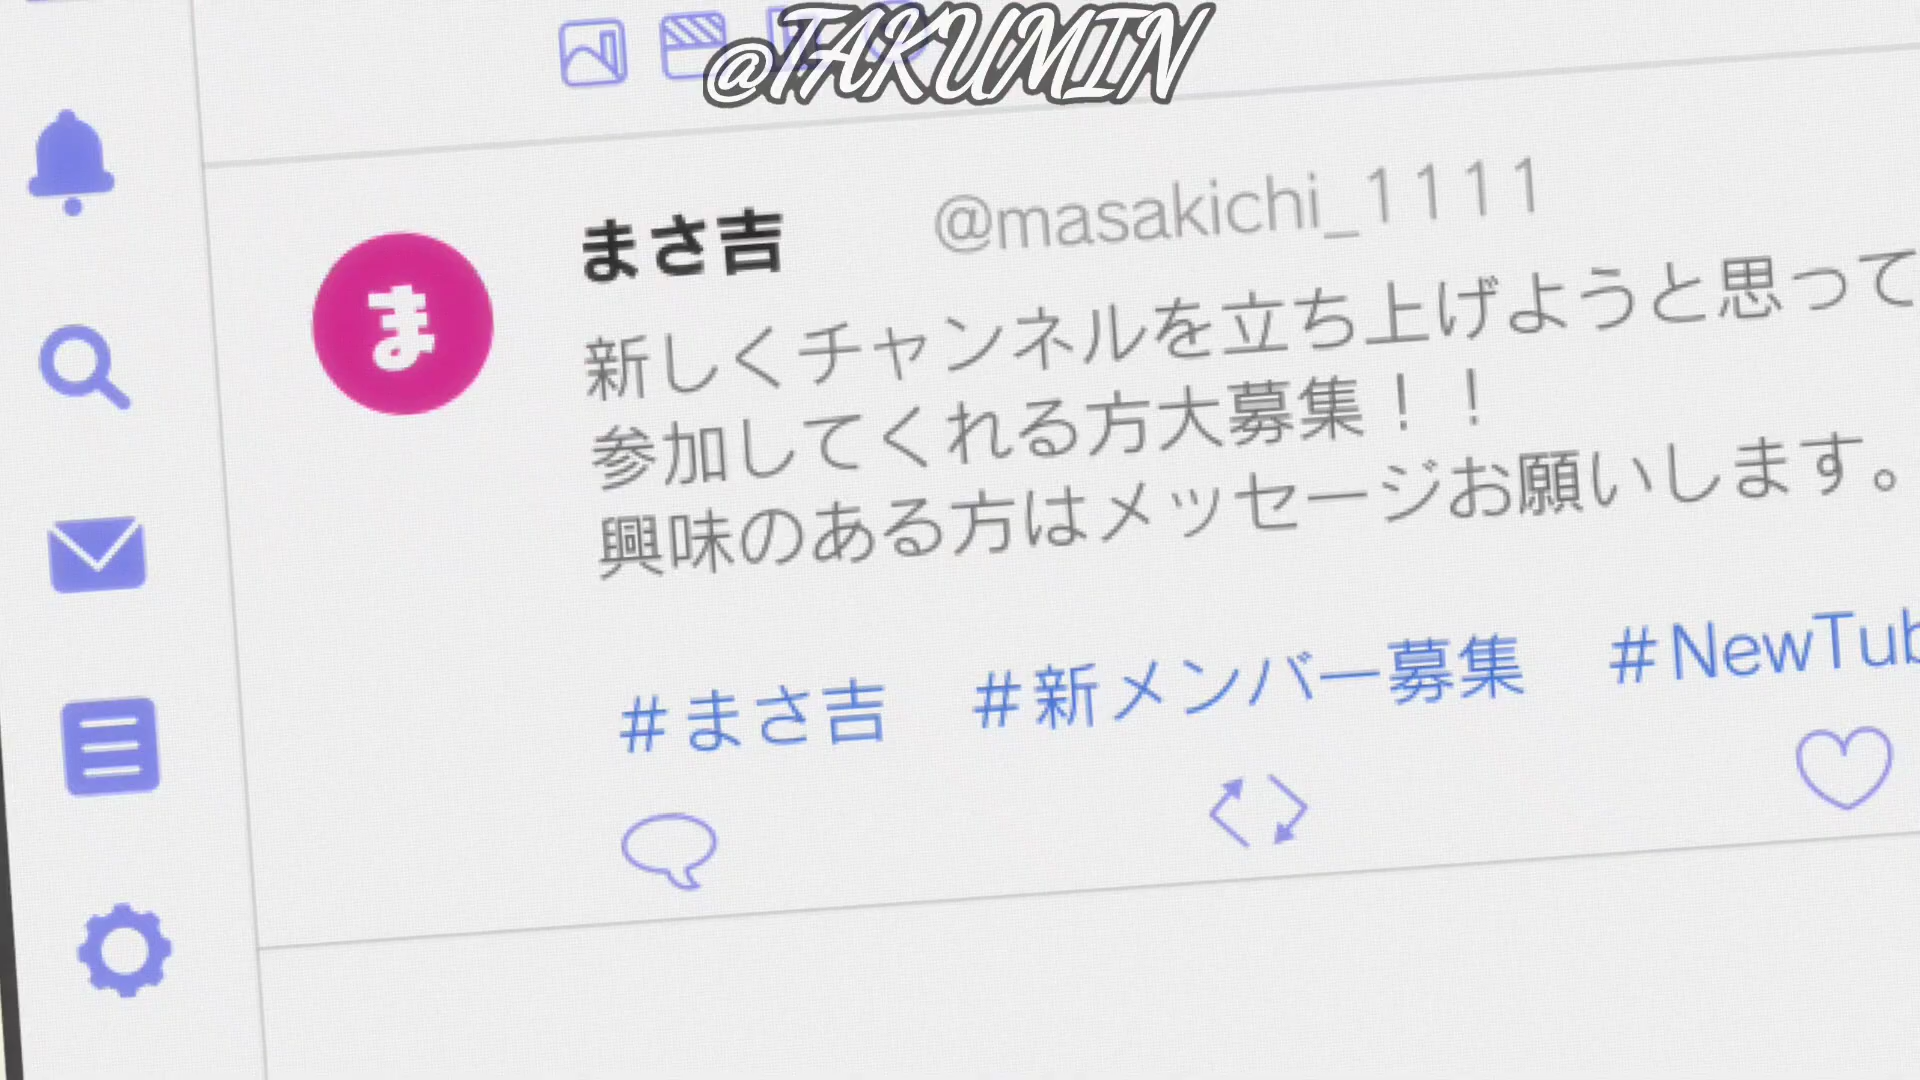 @TAKUMIN
まさ吉 @masakichi_1111
ま
新しくチャンネルを立ち上げようと思って
参加してくれる方大募集！！
興味のある方はメッセージお願いします。
#まさ吉 #新メンバー募集 #NewTub